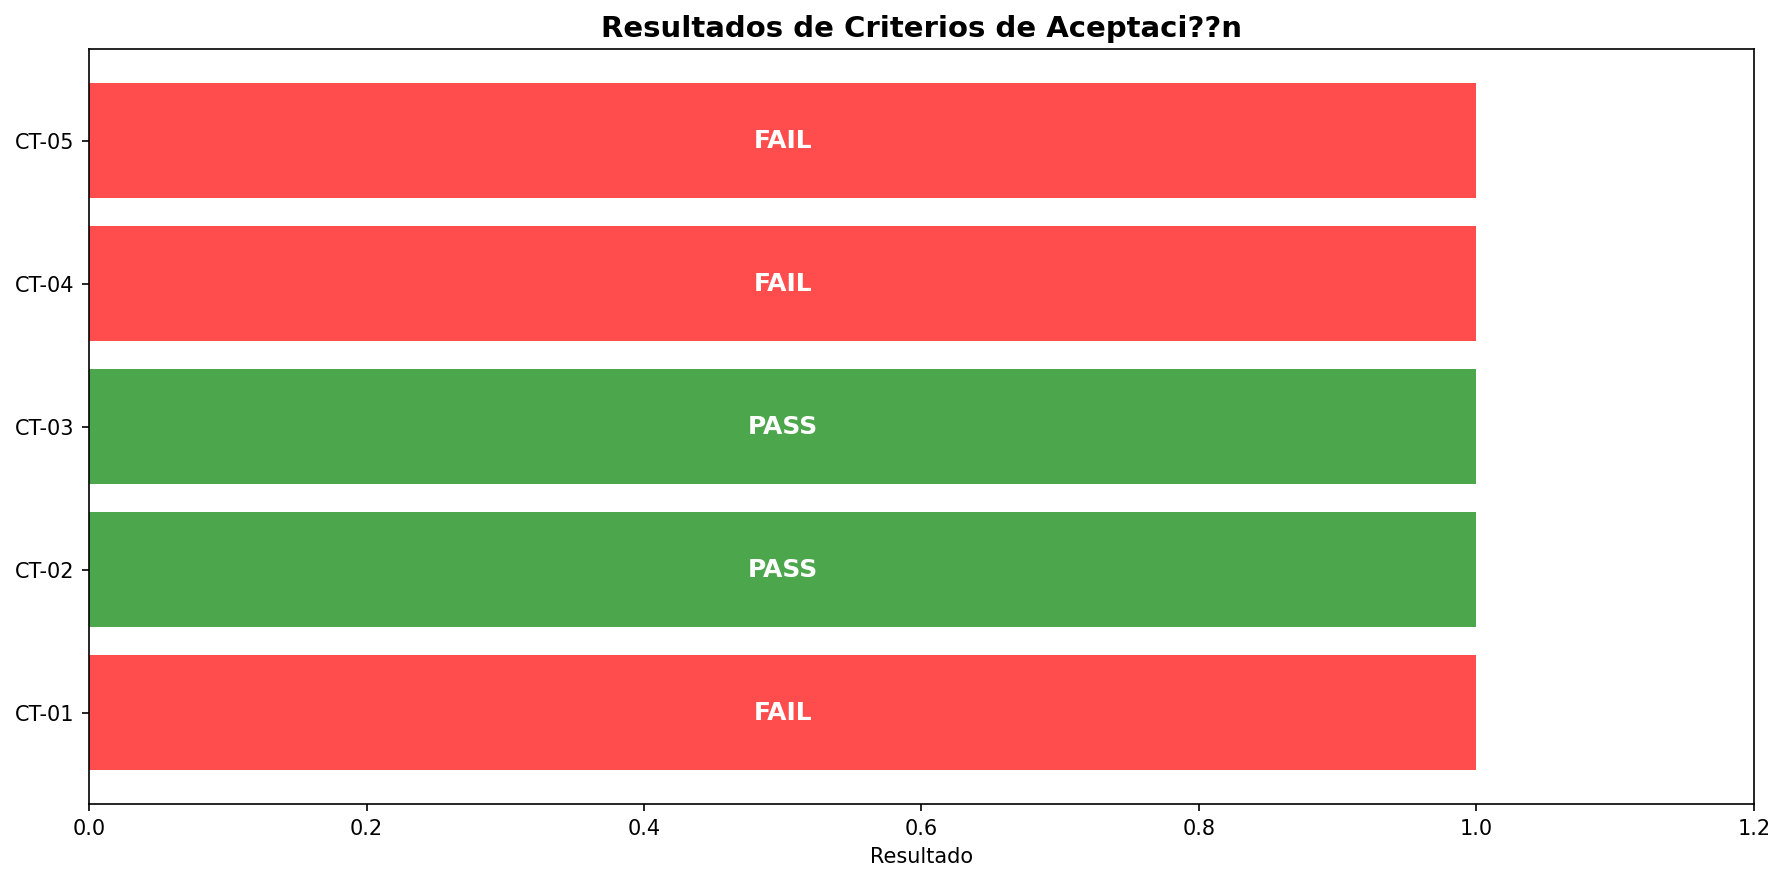 Resultados de Criterios de Aceptaci??n
CT-05 FAIL
CT-04 FAIL
CT-03 PASS
CT-02 PASS
CT-01 FAIL
0.0 0.2 0.4 0.6 0.8 1.0 1.2
Resultado